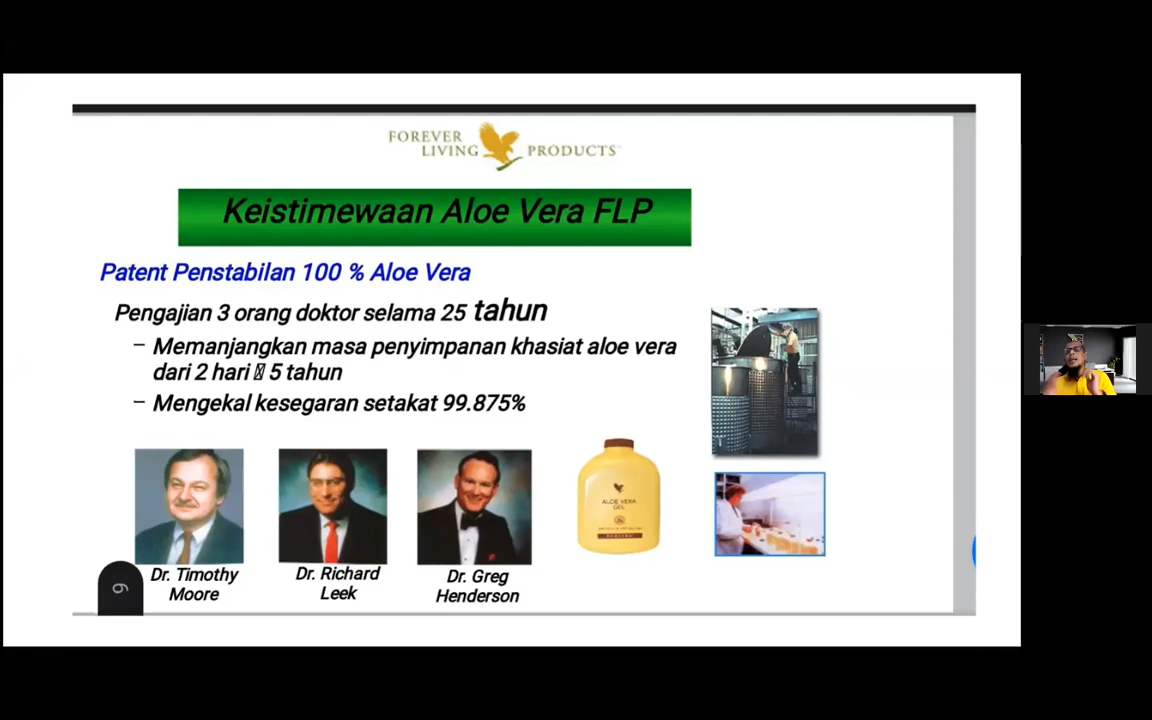 FOREVER
LIVING PRODUCTS
Keistimewaan Aloe Vera FLP
Patent Penstabilan 100 % Aloe Vera
Pengajian 3 orang doktor selama 25 tahun
– Memanjangkan masa penyimpanan khasiat aloe vera
dari 2 hari 5 tahun
– Mengekal kesegaran setakat 99.875%
ALOE VERA
GEL
Dr. Timothy
Moore
Dr. Richard
Leek
Dr. Greg
Henderson
6